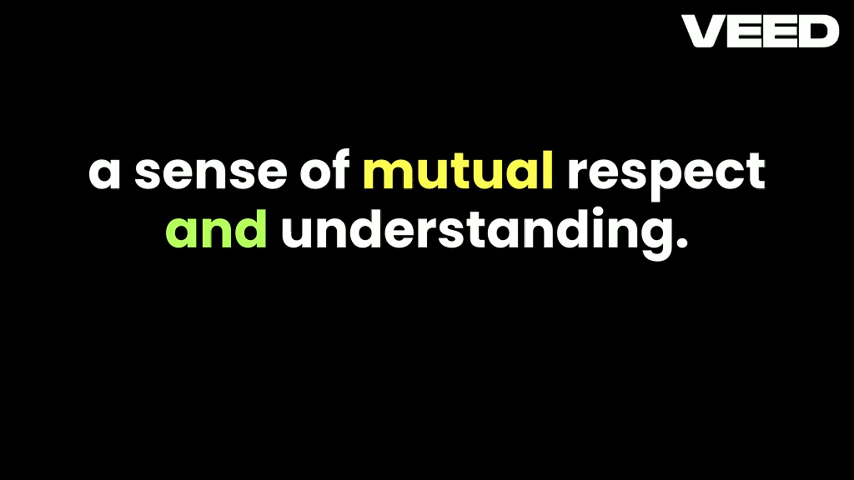 VEED
a sense of mutual respect
and understanding.